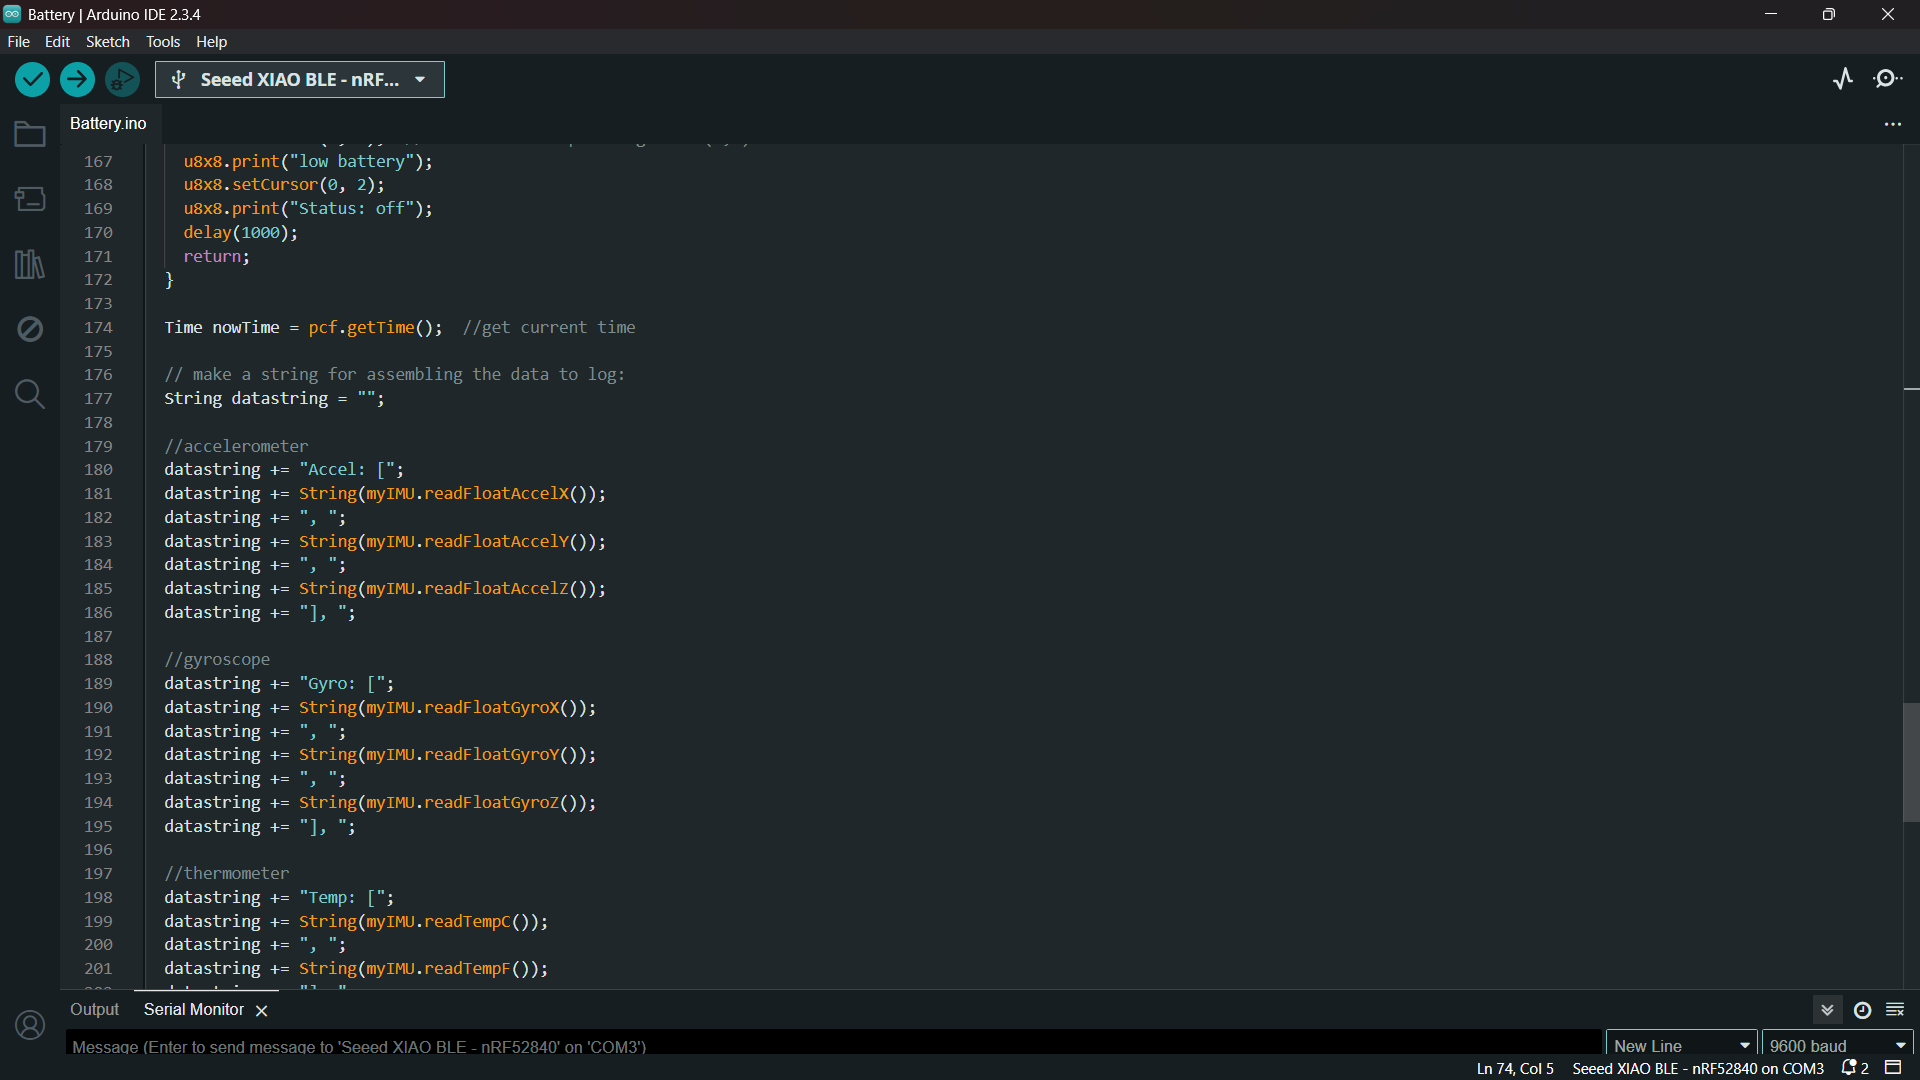 Battery | Arduino IDE 2.3.4
File Edit Sketch Tools Help
Seeed XIAO BLE - nRF...
Battery.ino
167 u8x8.print("low battery");
168 u8x8.setCursor(0, 2);
169 u8x8.print("Status: off");
170 delay(1000);
171 return;
172 }
173
174 Time nowTime = pcf.getTime(); //get current time
175
176 // make a string for assembling the data to log:
177 String datastring = "";
178
179 //accelerometer
180 datastring += "Accel: [";
181 datastring += String(myIMU.readFloatAccelX());
182 datastring += ", ";
183 datastring += String(myIMU.readFloatAccelY());
184 datastring += ", ";
185 datastring += String(myIMU.readFloatAccelZ());
186 datastring += "], ";
187
188 //gyroscope
189 datastring += "Gyro: [";
190 datastring += String(myIMU.readFloatGyroX());
191 datastring += ", ";
192 datastring += String(myIMU.readFloatGyroY());
193 datastring += ", ";
194 datastring += String(myIMU.readFloatGyroZ());
195 datastring += "], ";
196
197 //thermometer
198 datastring += "Temp: [";
199 datastring += String(myIMU.readTempC());
200 datastring += ", ";
201 datastring += String(myIMU.readTempF());
Output Serial Monitor
Message (Enter to send message to 'Seeed XIAO BLE - nRF52840' on 'COM3') New Line 9600 baud
Ln 74, Col 5 Seeed XIAO BLE - nRF52840 on COM3 2